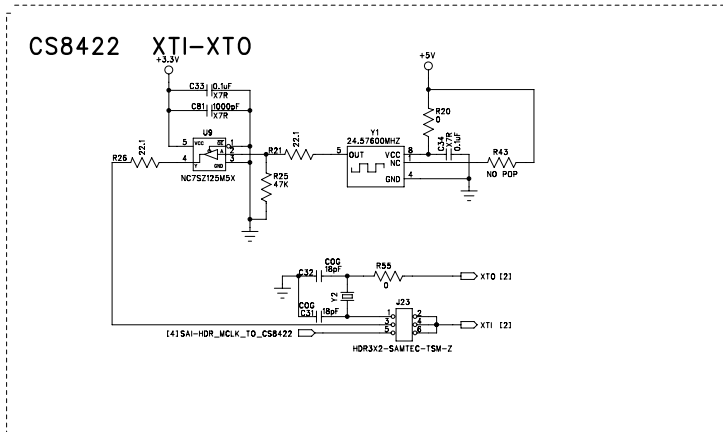 CS8422 XTI-XTO
+3.3V
C33 0.1uF
X7R
C81 1000pF
X7R
U9
5 VCC OE 1
A 2
4 Y GND 3
NC7SZ125M5X
R26 22.1
R21 22.1
R25
47K
+5V
R20
0
Y1
24.57600MHZ
5 OUT VCC 8
NC 1
GND 4
C34 X7R 0.1uF
R43
NO POP
COG
C32 18pF
COG
C31 18pF
Y2
R55
0
XTO [2]
J23
1 2
3 4
5 6
XTI [2]
[4] SAI-HDR_MCLK_TO_CS8422
HDR3X2-SAMTEC-TSM-Z